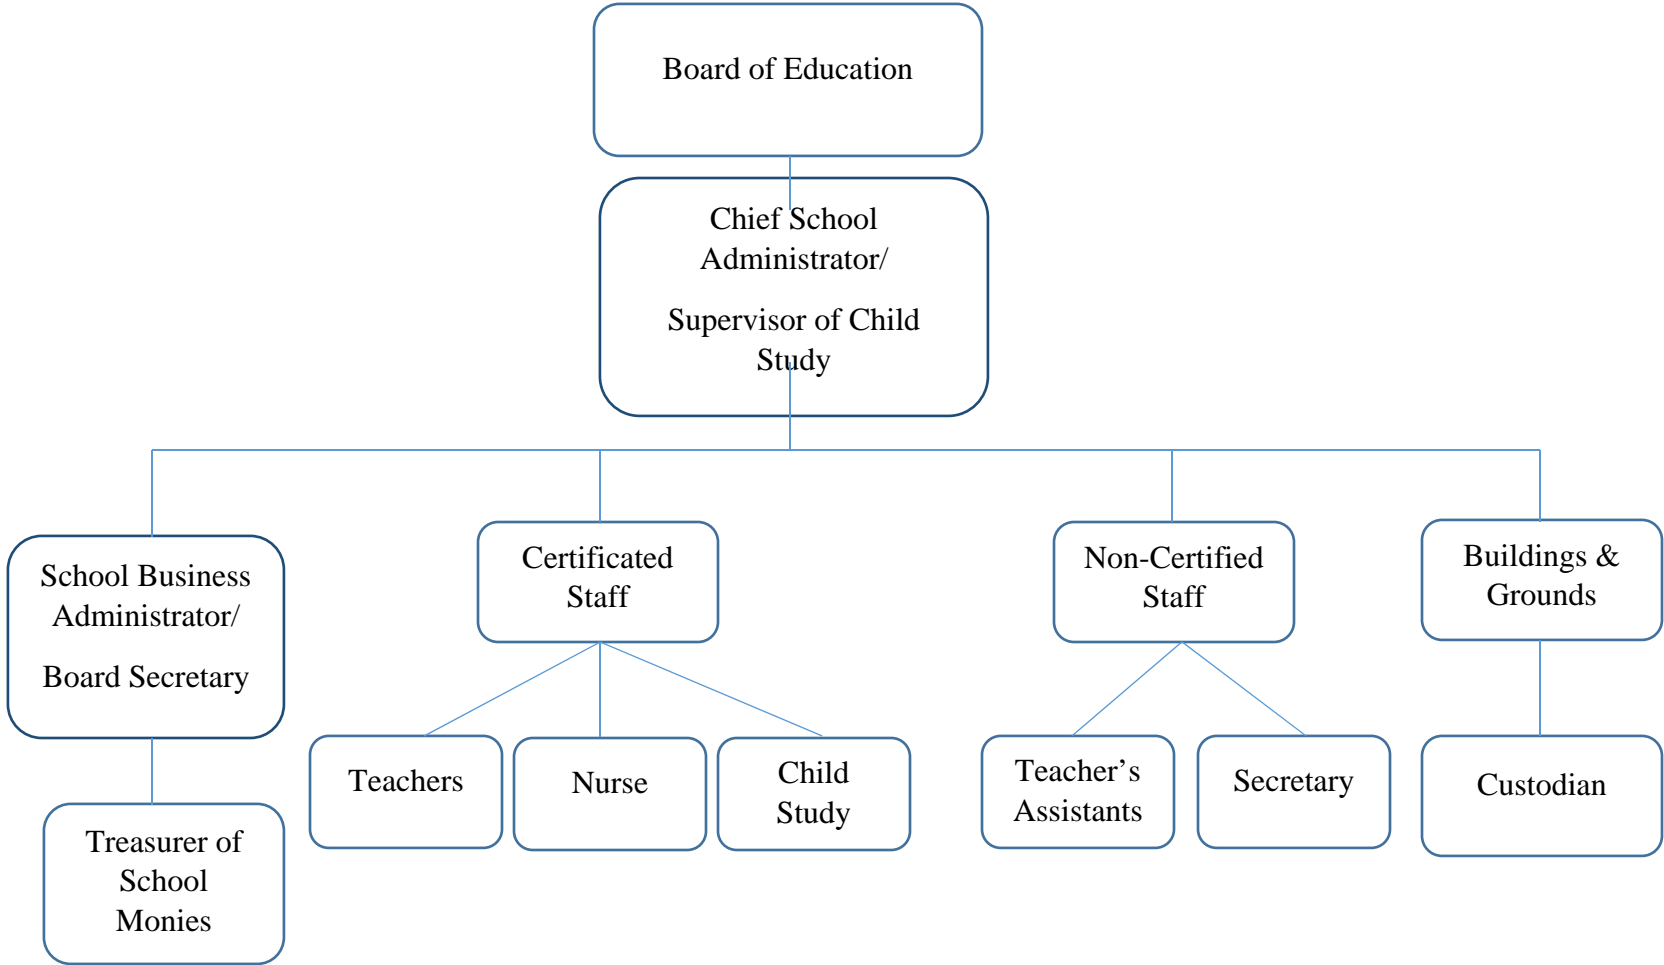 Board of Education
Chief School
Administrator/
Supervisor of Child
Study
School Business
Administrator/
Board Secretary
Certificated
Staff
Non-Certified
Staff
Buildings &
Grounds
Teachers
Nurse
Child
Study
Teacher’s
Assistants
Secretary
Custodian
Treasurer of
School
Monies